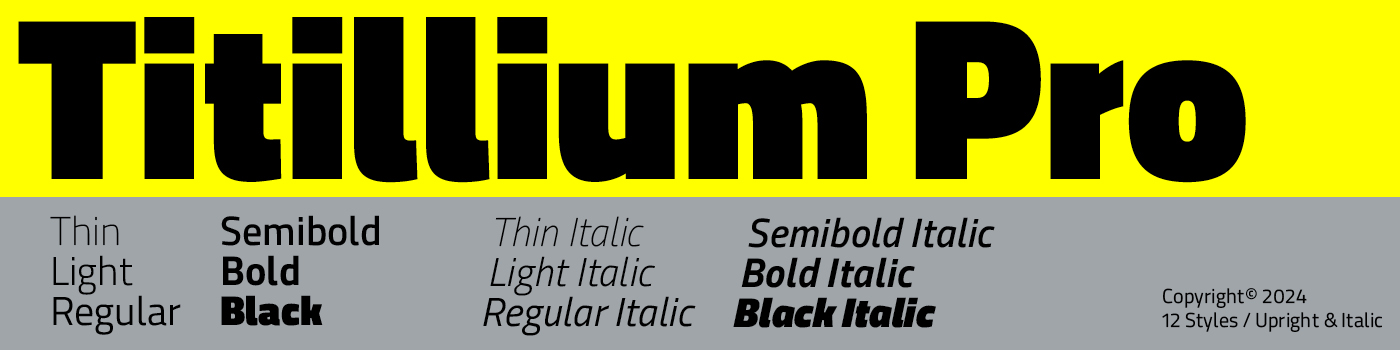 Titillium Pro
Thin
Light
Regular
Semibold
Bold
Black
Thin Italic
Light Italic
Regular Italic
Semibold Italic
Bold Italic
Black Italic
Copyright© 2024
12 Styles / Upright & Italic